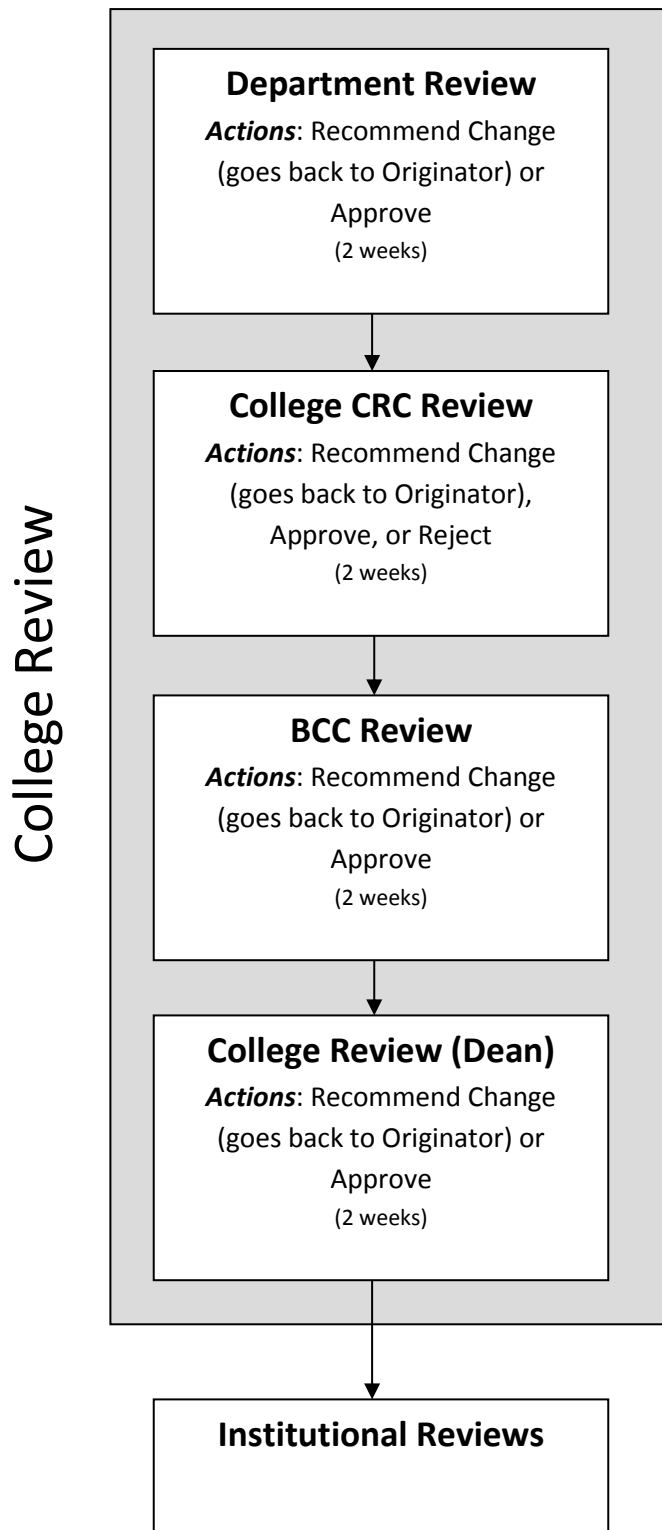 College Review
Department Review
Actions: Recommend Change
(goes back to Originator) or
Approve
(2 weeks)
College CRC Review
Actions: Recommend Change
(goes back to Originator),
Approve, or Reject
(2 weeks)
BCC Review
Actions: Recommend Change
(goes back to Originator) or
Approve
(2 weeks)
College Review (Dean)
Actions: Recommend Change
(goes back to Originator) or
Approve
(2 weeks)
Institutional Reviews